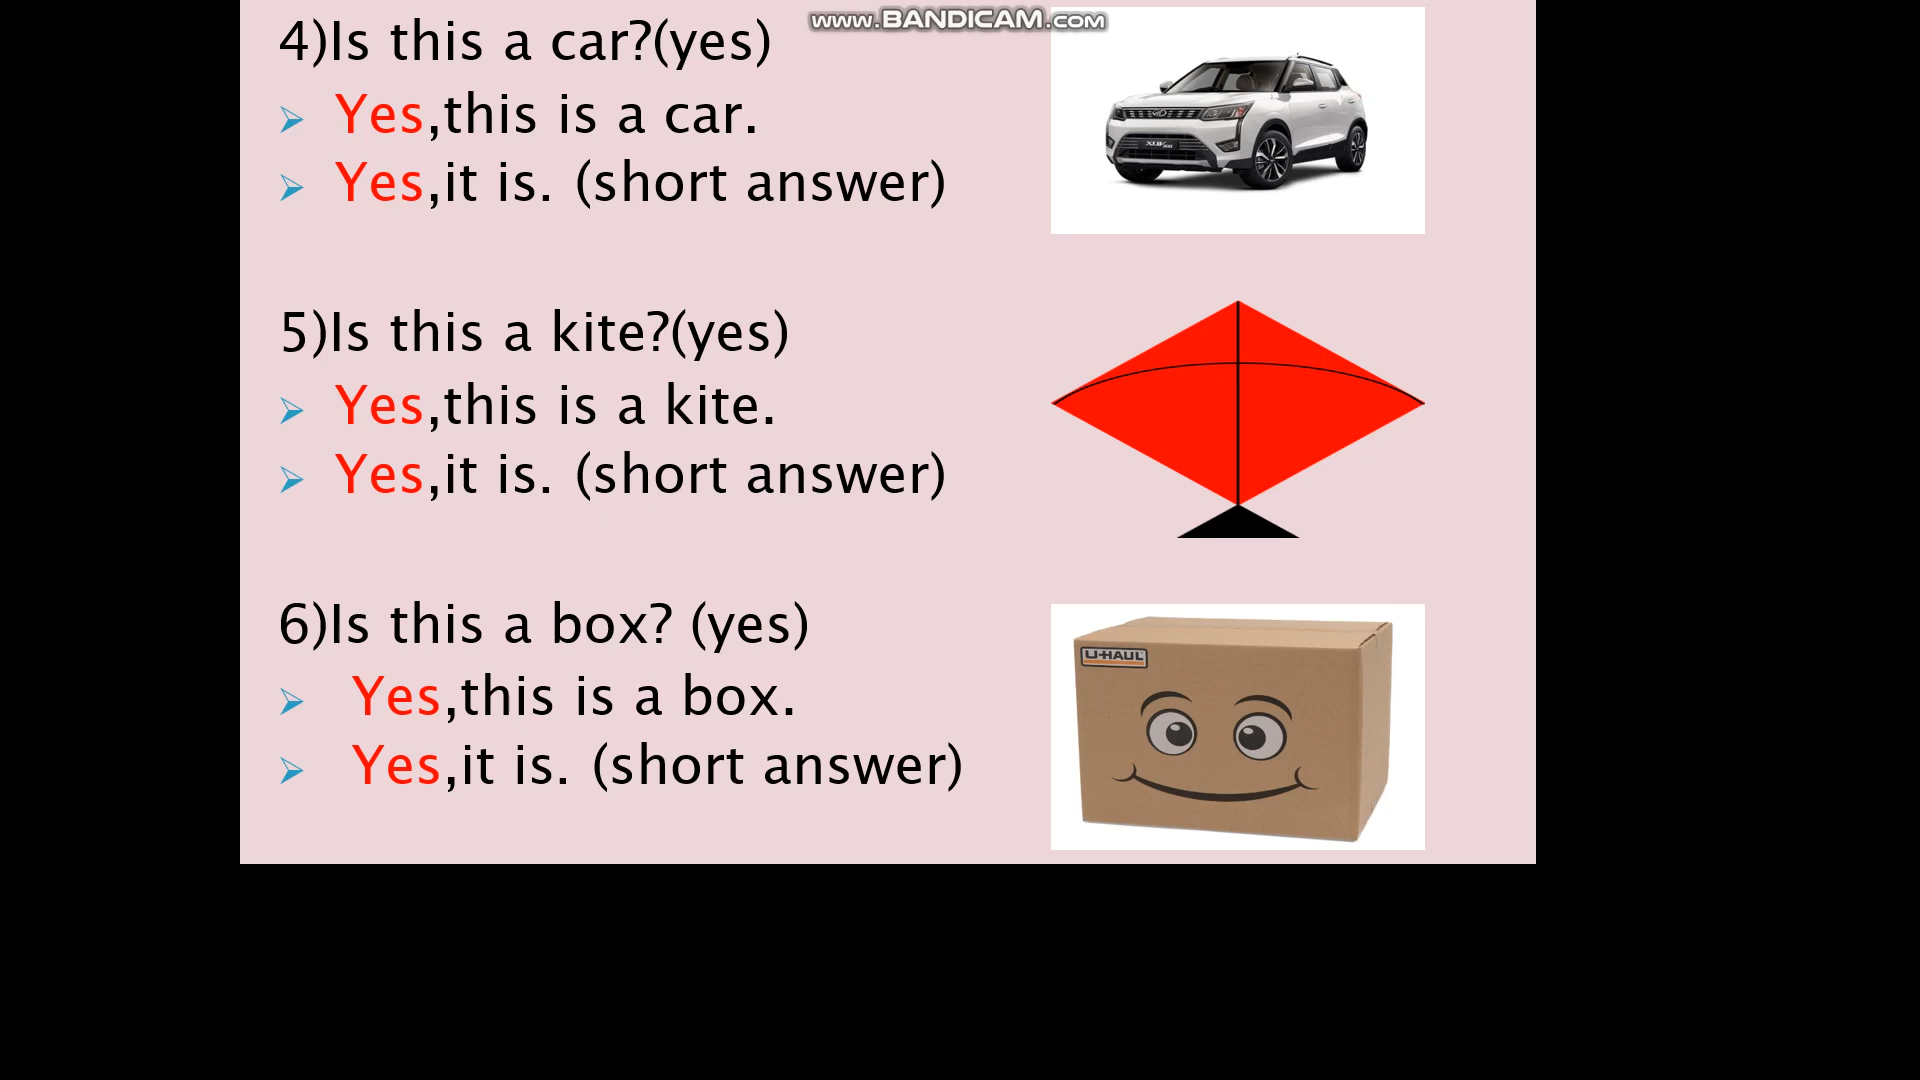 www.BANDICAM.com
4)Is this a car?(yes)
➢ Yes,this is a car.
➢ Yes,it is. (short answer)
XUV300
5)Is this a kite?(yes)
➢ Yes,this is a kite.
➢ Yes,it is. (short answer)
6)Is this a box? (yes)
U-HAUL
➢ Yes,this is a box.
➢ Yes,it is. (short answer)